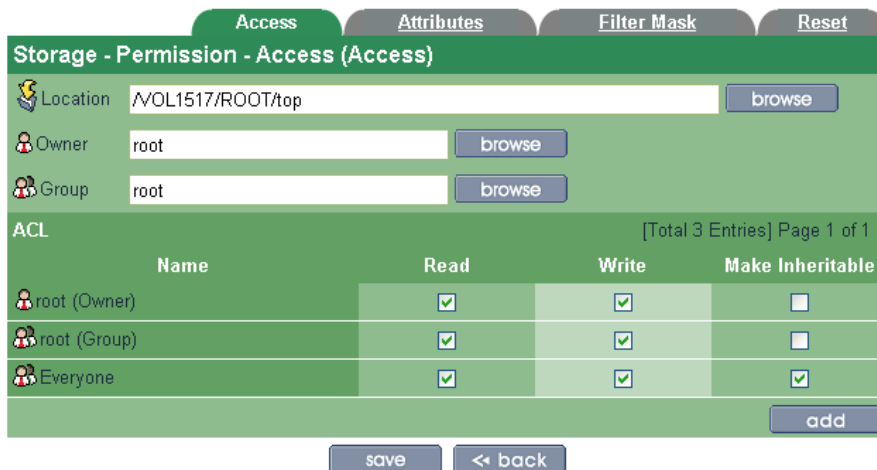 Access Attributes Filter Mask Reset
Storage - Permission - Access (Access)
Location /VOL1517/ROOT/top browse
Owner root browse
Group root browse
ACL [Total 3 Entries] Page 1 of 1
Name Read Write Make Inheritable
root (Owner)
root (Group)
Everyone
add
save << back